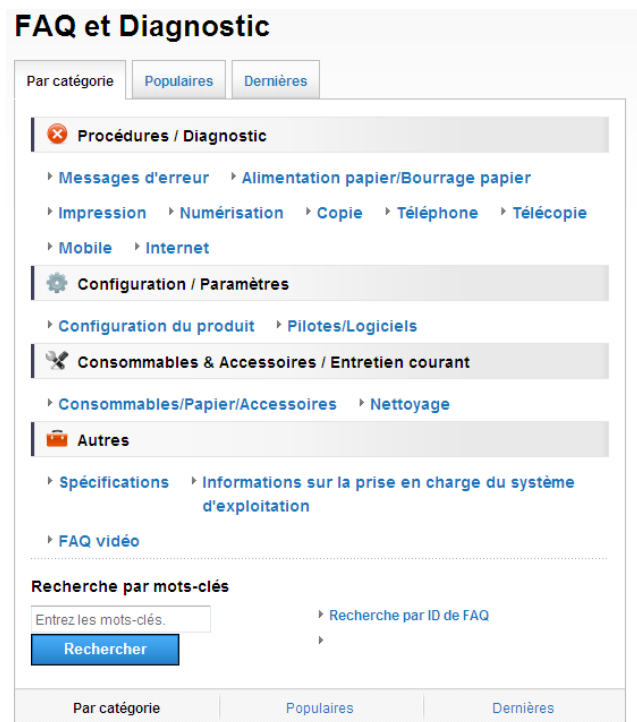 FAQ et Diagnostic
Par catégorie Populaires Dernières
Procédures / Diagnostic
Messages d'erreur Alimentation papier/Bourrage papier
Impression Numérisation Copie Téléphone Télécopie
Mobile Internet
Configuration / Paramètres
Configuration du produit Pilotes/Logiciels
Consommables & Accessoires / Entretien courant
Consommables/Papier/Accessoires Nettoyage
Autres
Spécifications Informations sur la prise en charge du système
d'exploitation
FAQ vidéo
Recherche par mots-clés
Entrez les mots-clés. Recherche par ID de FAQ
Rechercher
Par catégorie Populaires Dernières